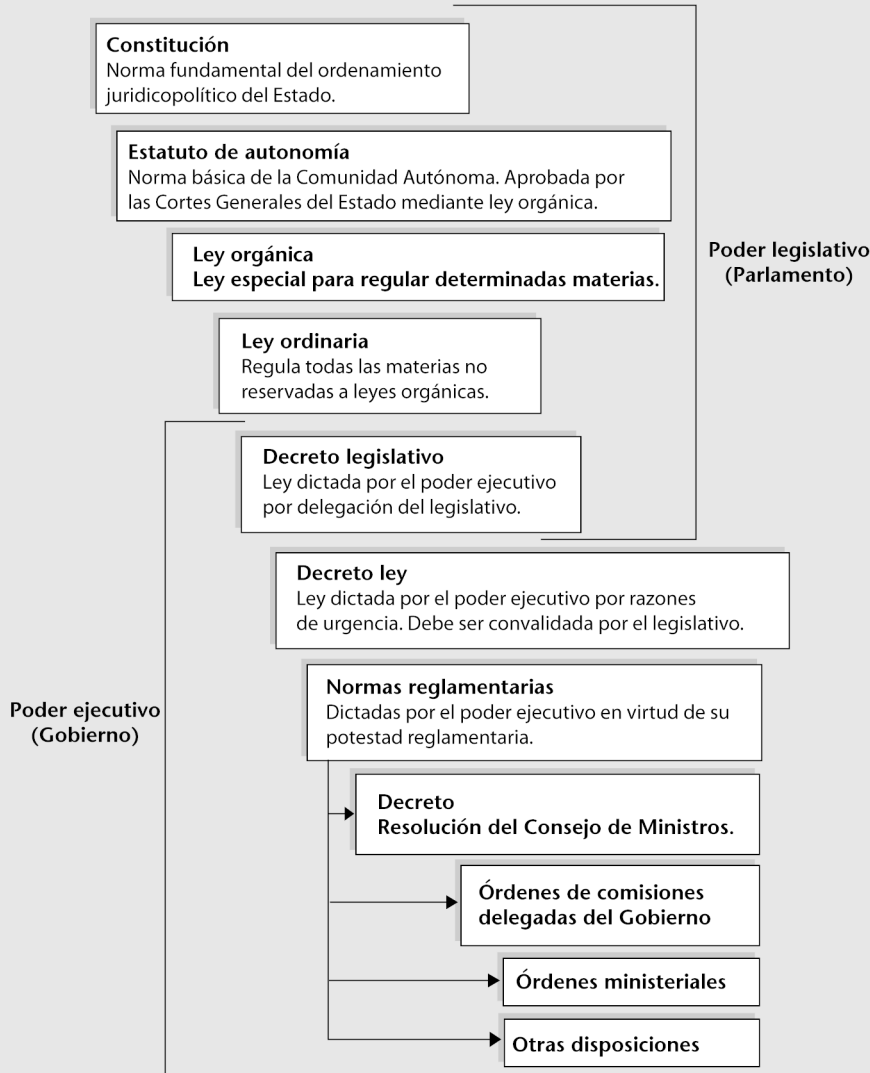 Constitución
Norma fundamental del ordenamiento
juridicopolítico del Estado.
Estatuto de autonomía
Norma básica de la Comunidad Autónoma. Aprobada por
las Cortes Generales del Estado mediante ley orgánica.
Ley orgánica
Ley especial para regular determinadas materias.
Poder legislativo
(Parlamento)
Ley ordinaria
Regula todas las materias no
reservadas a leyes orgánicas.
Decreto legislativo
Ley dictada por el poder ejecutivo
por delegación del legislativo.
Decreto ley
Ley dictada por el poder ejecutivo por razones
de urgencia. Debe ser convalidada por el legislativo.
Poder ejecutivo
(Gobierno)
Normas reglamentarias
Dictadas por el poder ejecutivo en virtud de su
potestad reglamentaria.
Decreto
Resolución del Consejo de Ministros.
Órdenes de comisiones
delegadas del Gobierno
Órdenes ministeriales
Otras disposiciones